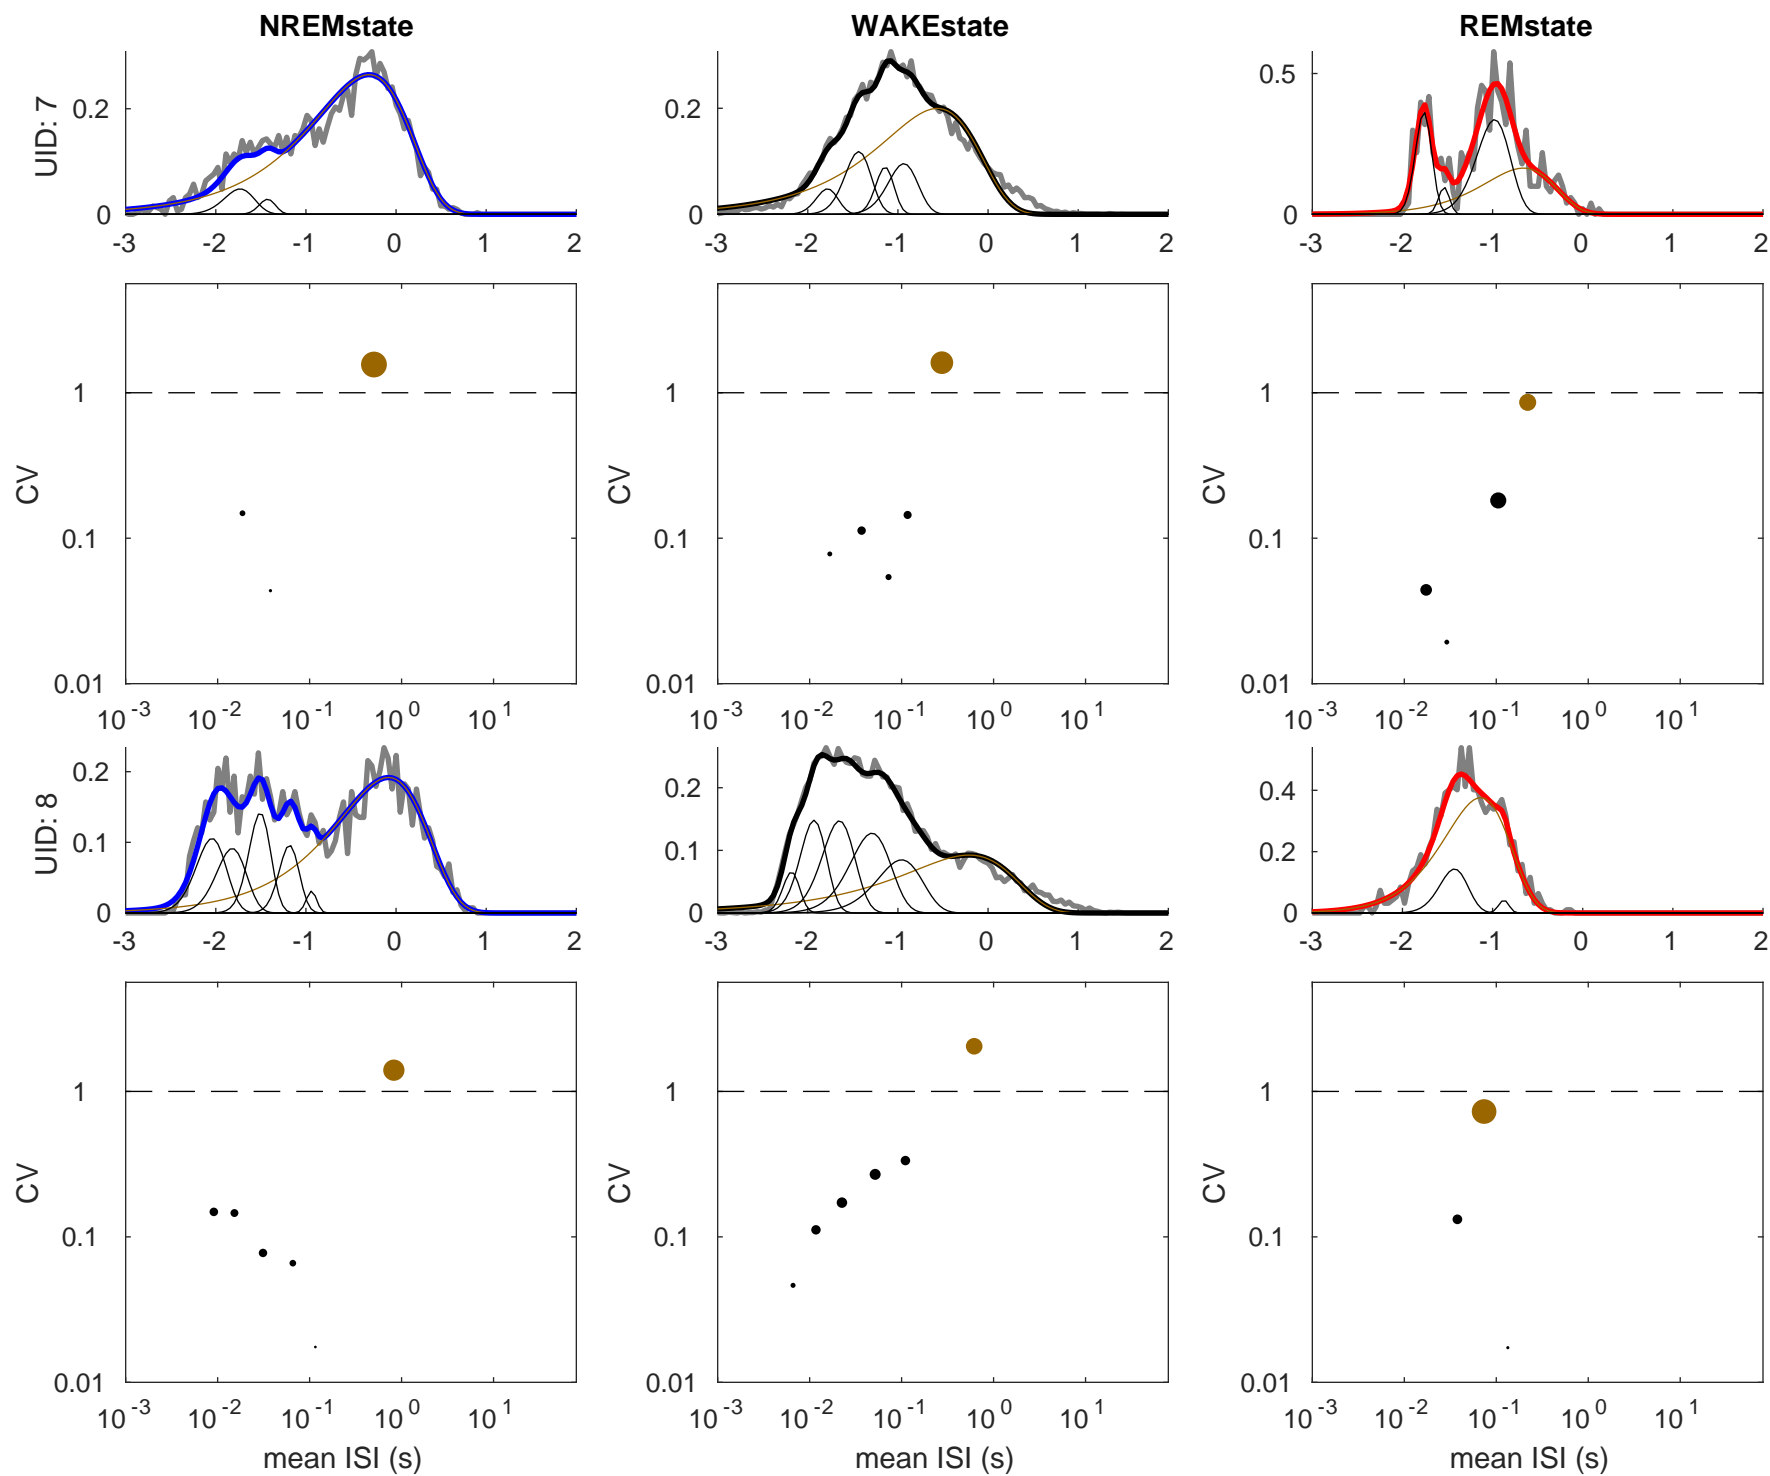 NREMstate WAKEstate REMstate
UID: 7
0.2 0 -3 -2 -1 0 1 2
0.2 0 -3 -2 -1 0 1 2
0.5 0 -3 -2 -1 0 1 2
CV 1 0.1 0.01 10^-3 10^-2 10^-1 10^0 10^1
CV 1 0.1 0.01 10^-3 10^-2 10^-1 10^0 10^1
CV 1 0.1 0.01 10^-3 10^-2 10^-1 10^0 10^1
UID: 8
0.2 0.1 0 -3 -2 -1 0 1 2
0.2 0.1 0 -3 -2 -1 0 1 2
0.4 0.2 0 -3 -2 -1 0 1 2
CV 1 0.1 0.01 10^-3 10^-2 10^-1 10^0 10^1
mean ISI (s)
CV 1 0.1 0.01 10^-3 10^-2 10^-1 10^0 10^1
mean ISI (s)
CV 1 0.1 0.01 10^-3 10^-2 10^-1 10^0 10^1
mean ISI (s)